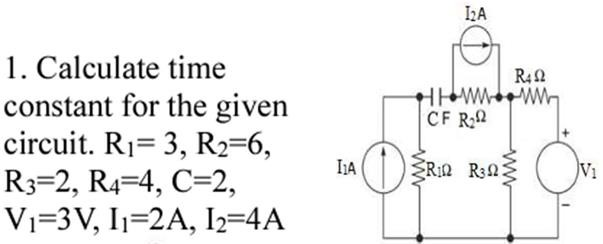 1. Calculate time
constant for the given
circuit. R₁= 3, R₂=6,
R₃=2, R₄=4, C=2,
V₁=3V, I₁=2A, I₂=4A
I₂A
R₄Ω
C F R₂Ω
I₁A
R₁Ω R₃Ω
+
V₁
-